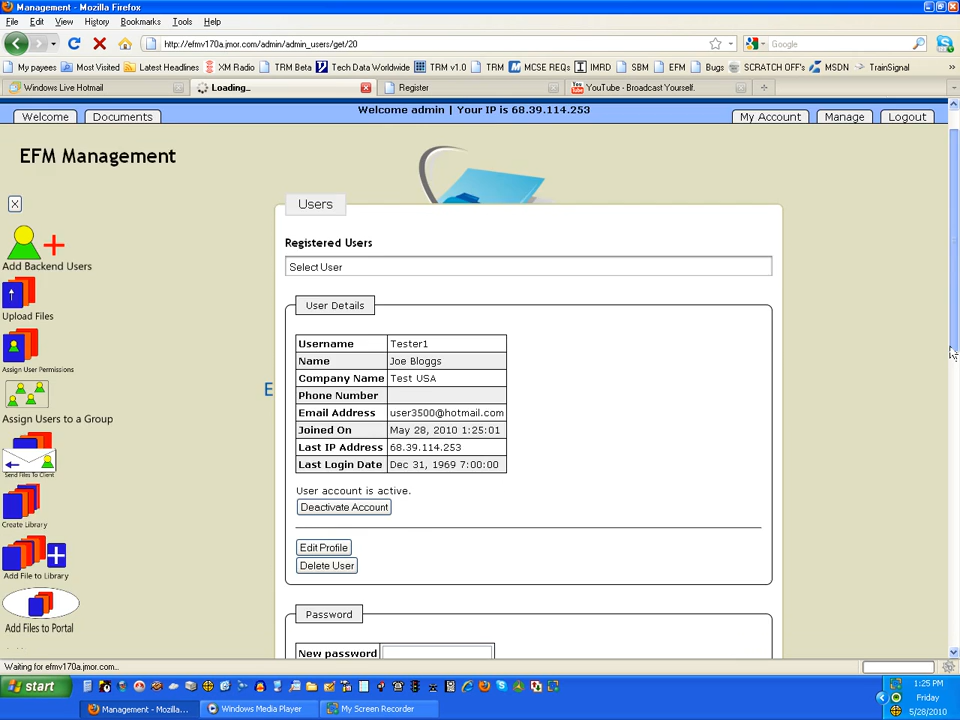 Management - Mozilla Firefox
File Edit View History Bookmarks Tools Help
http://efmv170a.jmor.com/admin/admin_users/get/20
Google
My payees Most Visited Latest Headlines XM Radio TRM Beta Tech Data Worldwide TRM v1.0 TRM MCSE REQs IMRD SBM EFM Bugs SCRATCH OFF's MSDN TrainSignal »
Windows Live Hotmail Loading... Register YouTube - Broadcast Yourself.
Welcome admin | Your IP is 68.39.114.253
Welcome Documents My Account Manage Logout
EFM Management
X
Users
Registered Users
Select User
Add Backend Users
Upload Files
Assign User Permissions
Assign Users to a Group
Send Files To Client
Create Library
Add File to Library
Add Files to Portal
E
User Details
Username Tester1
Name Joe Bloggs
Company Name Test USA
Phone Number
Email Address user3500@hotmail.com
Joined On May 28, 2010 1:25:01
Last IP Address 68.39.114.253
Last Login Date Dec 31, 1969 7:00:00
User account is active.
Deactivate Account
Edit Profile
Delete User
Password
New password
Waiting for efmv170a.jmor.com...
start
1:25 PM
Friday
5/28/2010
Management - Mozilla... Windows Media Player My Screen Recorder